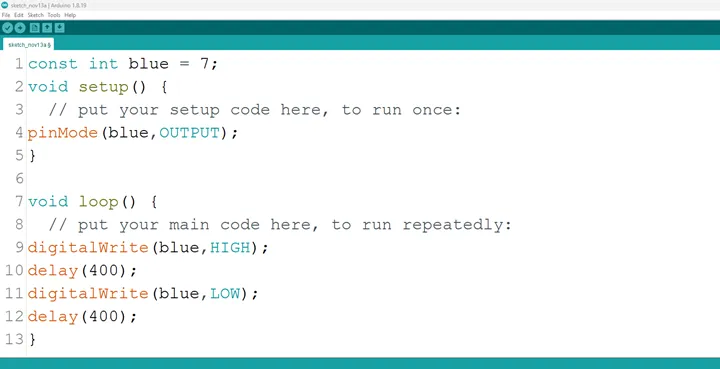 sketch_nov13a | Arduino 1.8.19
File Edit Sketch Tools Help
sketch_nov13a §
1 const int blue = 7;
2 void setup() {
3   // put your setup code here, to run once:
4 pinMode(blue,OUTPUT);
5 }
6
7 void loop() {
8   // put your main code here, to run repeatedly:
9 digitalWrite(blue,HIGH);
10 delay(400);
11 digitalWrite(blue,LOW);
12 delay(400);
13 }